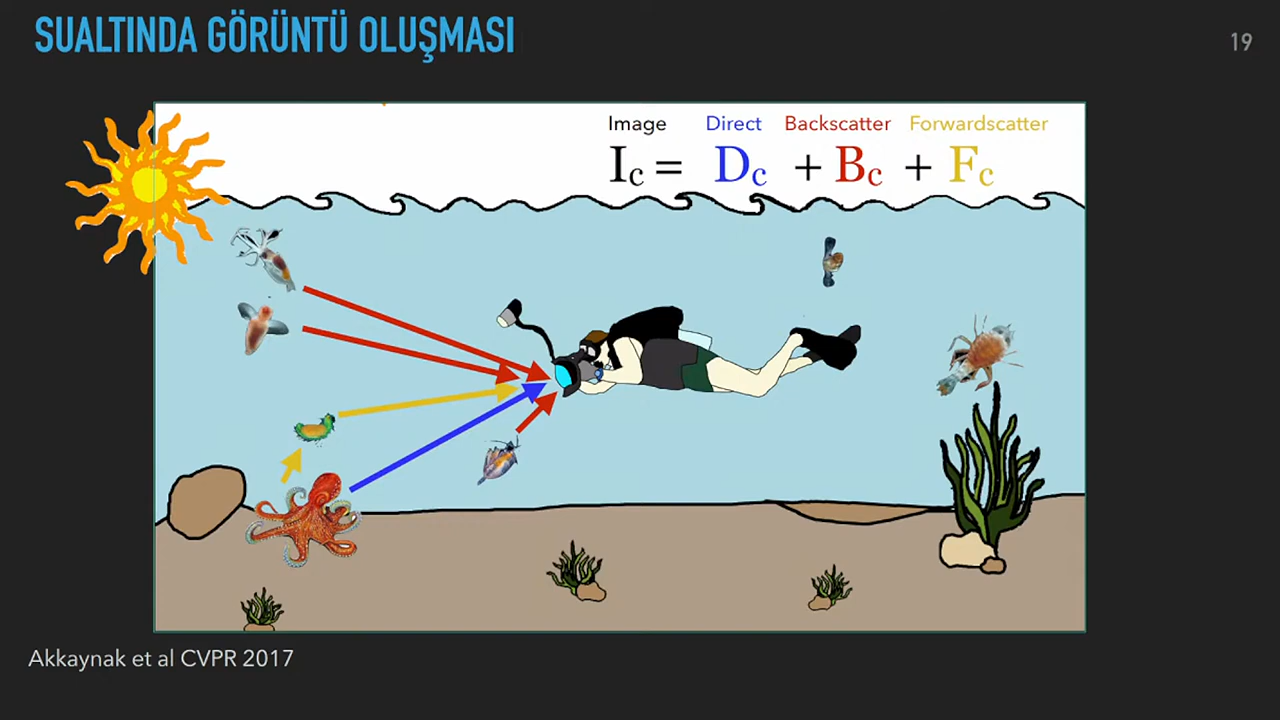 SUALTINDA GÖRÜNTÜ OLUŞMASI
19
Image Direct Backscatter Forwardscatter
Ic = Dc + Bc + Fc
Akkaynak et al CVPR 2017